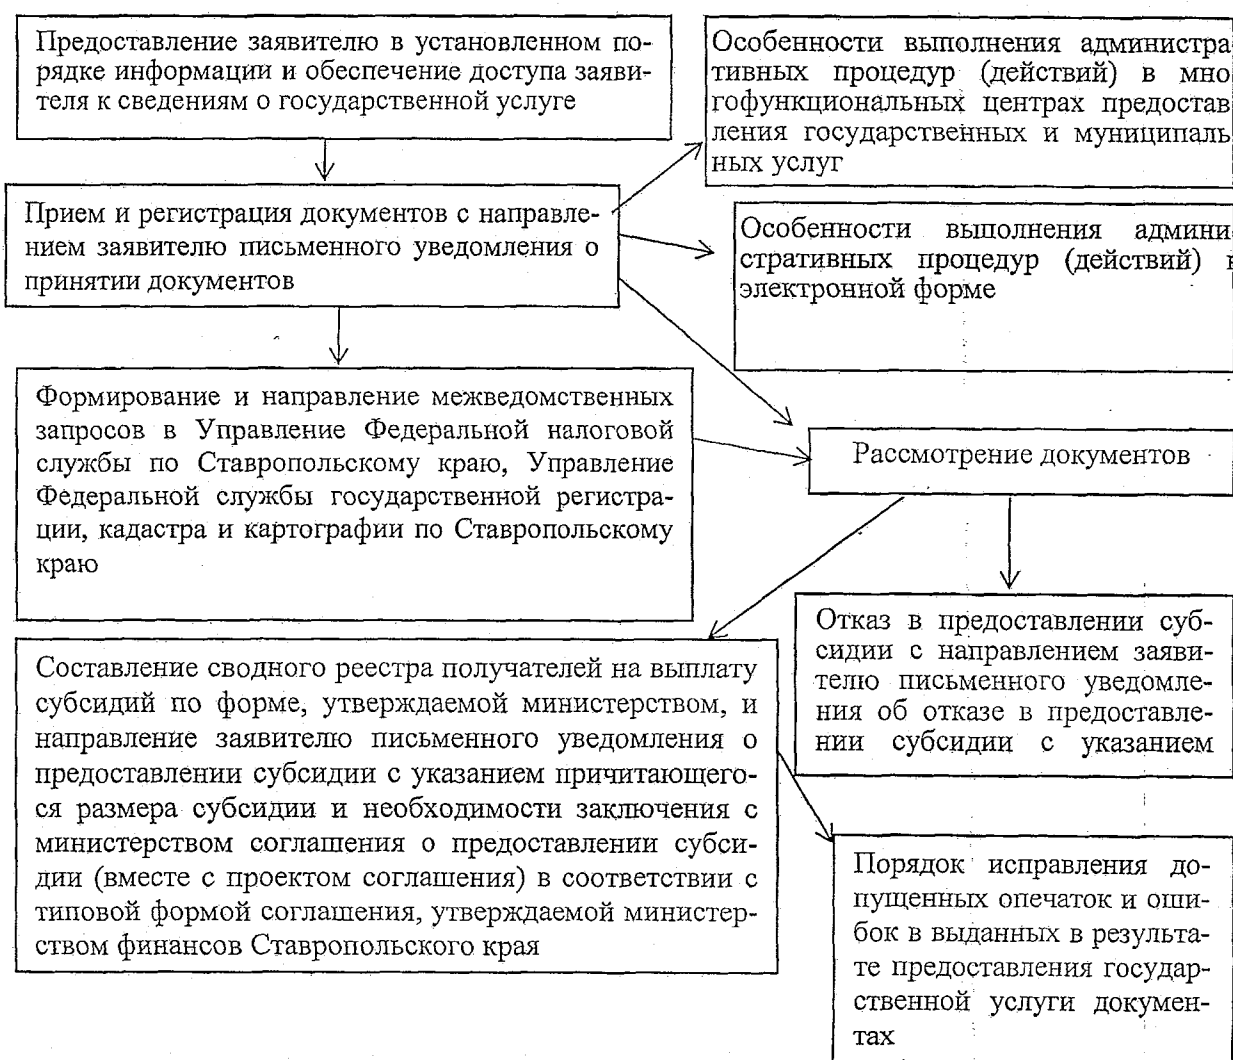 Предоставление заявителю в установленном по-
рядке информации и обеспечение доступа заяви-
теля к сведениям о государственной услуге
Особенности выполнения администра
тивных процедур (действий) в мно
гофункциональных центрах предостав
ления государственных и муниципаль
ных услуг
Прием и регистрация документов с направле-
нием заявителю письменного уведомления о
принятии документов
Особенности выполнения админи
стративных процедур (действий) в
электронной форме
Формирование и направление межведомственных
запросов в Управление Федеральной налоговой
службы по Ставропольскому краю, Управление
Федеральной службы государственной регистра-
ции, кадастра и картографии по Ставропольскому
краю
Рассмотрение документов
Отказ в предоставлении суб-
сидии с направлением заяви-
телю письменного уведомле-
ния об отказе в предоставле-
нии субсидии с указанием
Составление сводного реестра получателей на выплату
субсидий по форме, утверждаемой министерством, и
направление заявителю письменного уведомления о
предоставлении субсидии с указанием причитающего-
ся размера субсидии и необходимости заключения с
министерством соглашения о предоставлении субси-
дии (вместе с проектом соглашения) в соответствии с
типовой формой соглашения, утверждаемой министер-
ством финансов Ставропольского края
Порядок исправления до-
пущенных опечаток и оши-
бок в выданных в результа-
те предоставления государ-
ственной услуги докумен-
тах